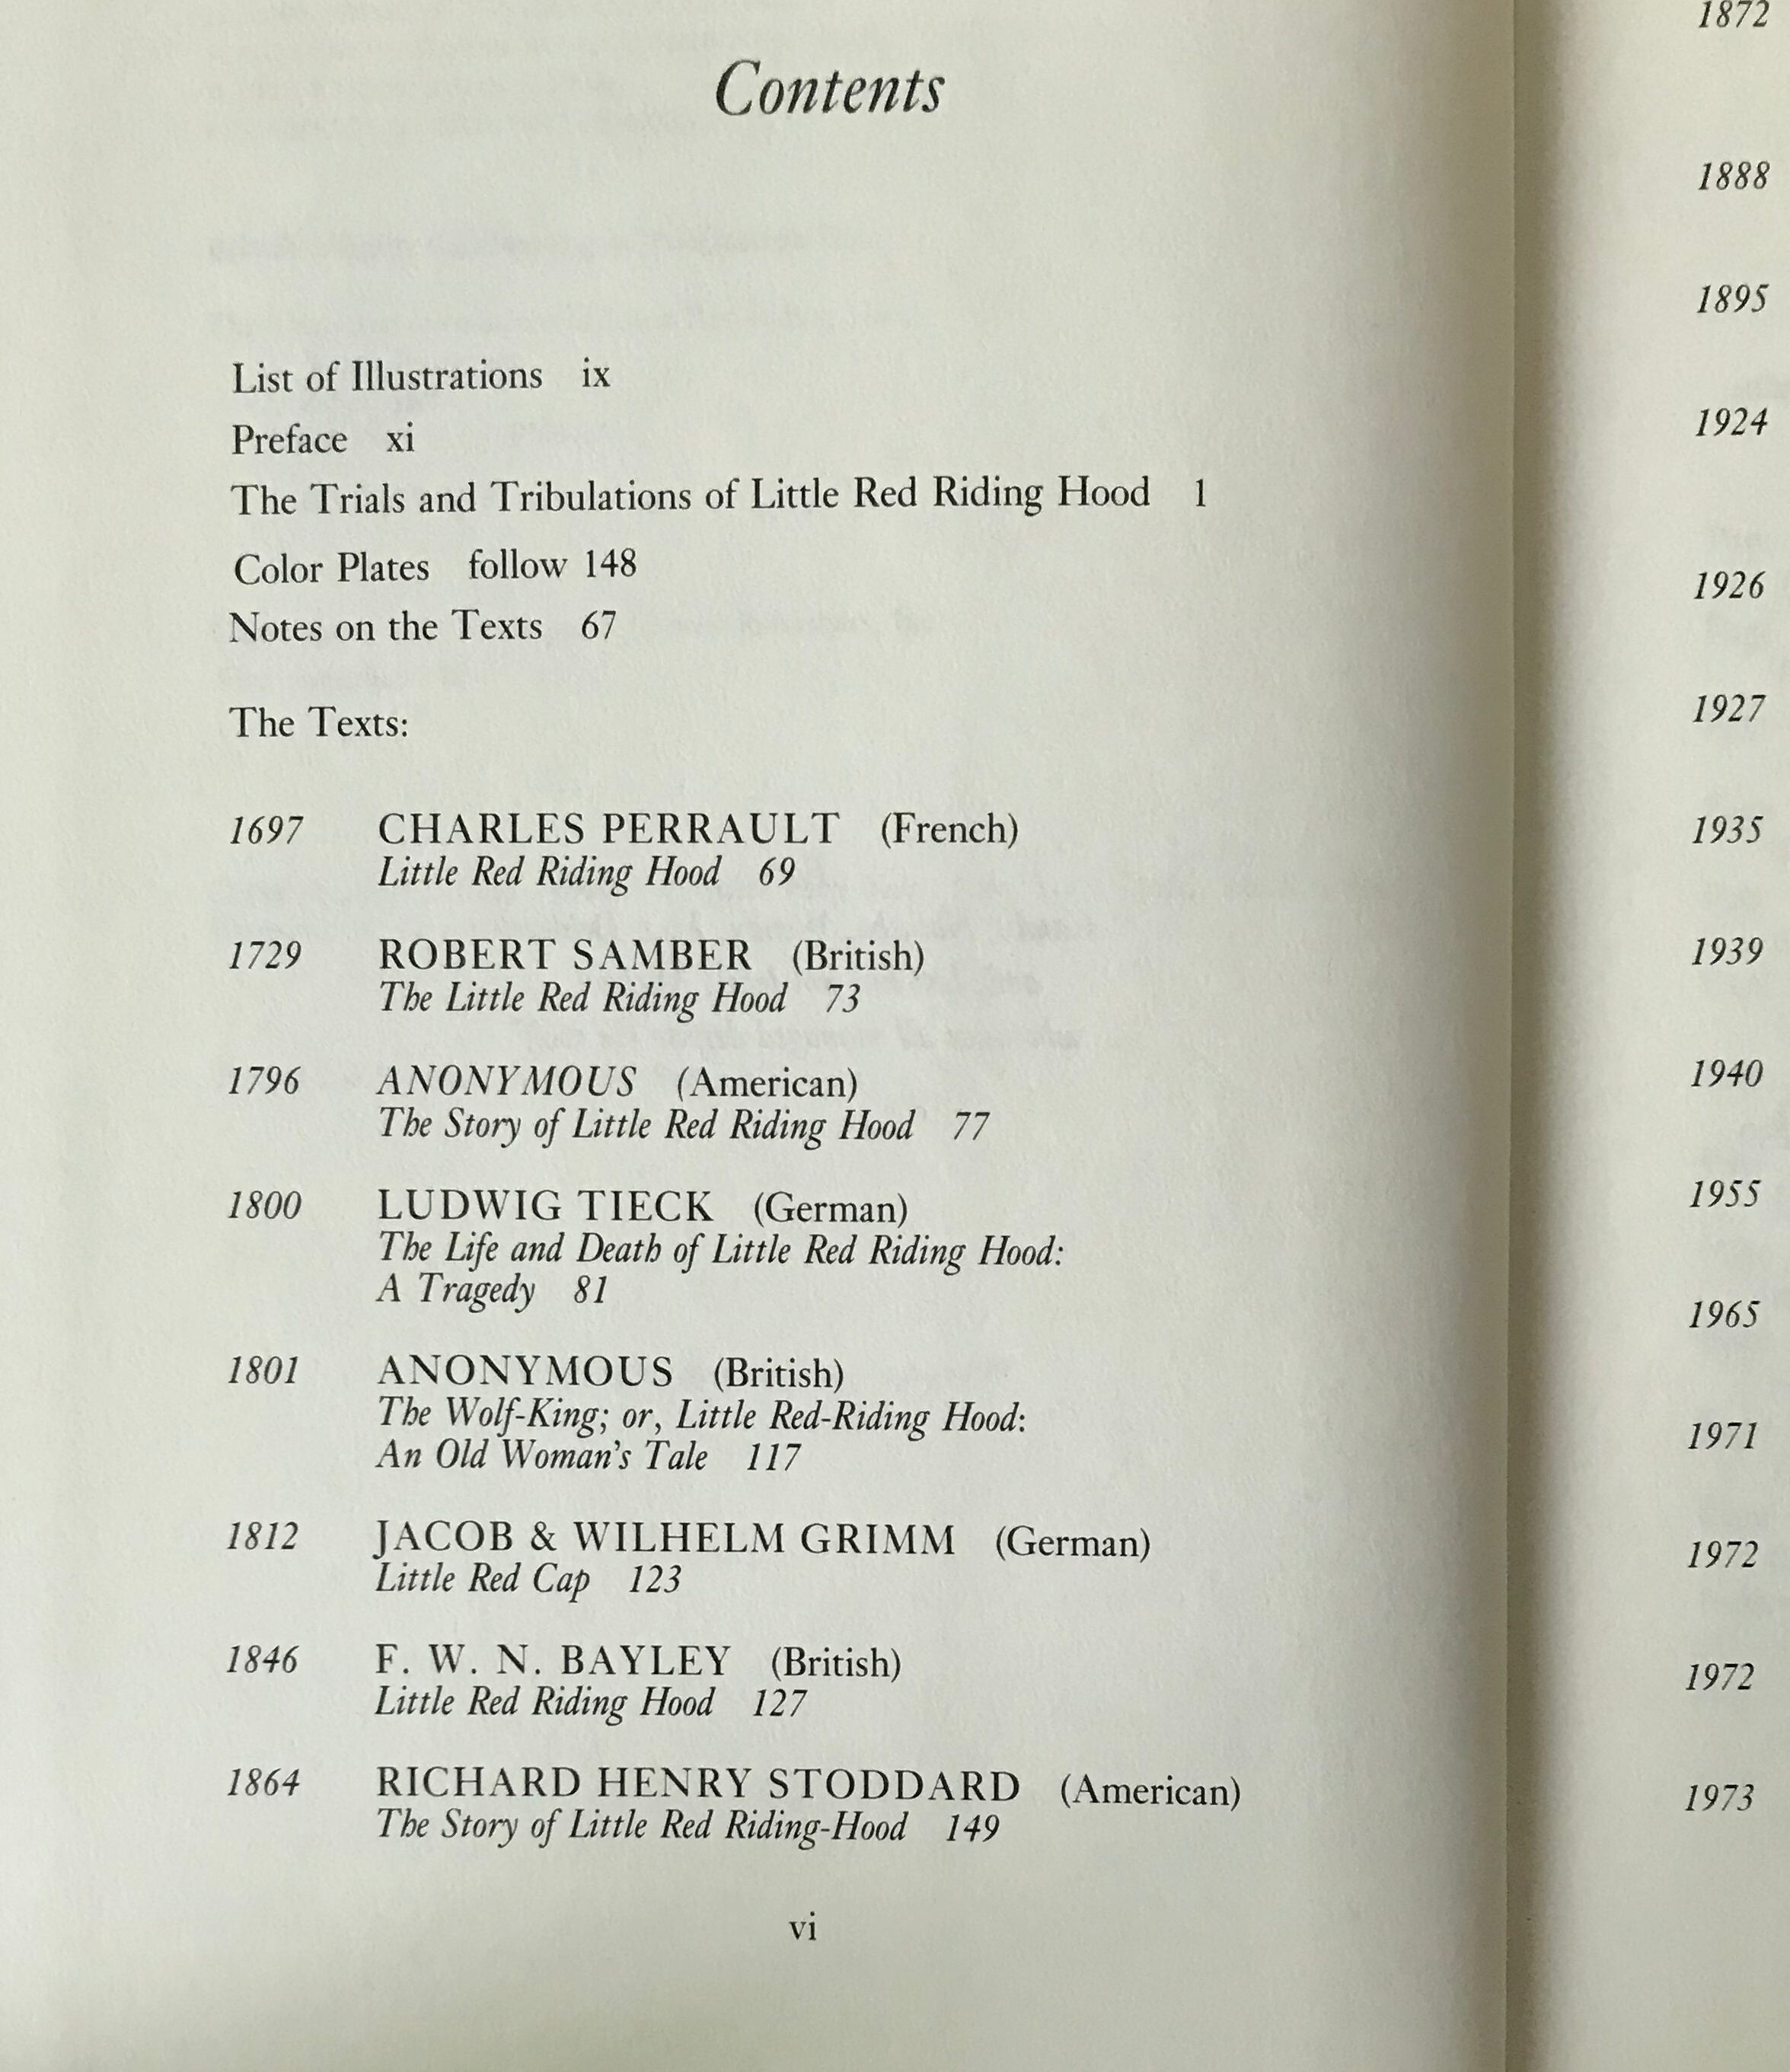 Contents
List of Illustrations ix
Preface xi
The Trials and Tribulations of Little Red Riding Hood 1
Color Plates follow 148
Notes on the Texts 67
The Texts:
1697 CHARLES PERRAULT (French)
Little Red Riding Hood 69
1729 ROBERT SAMBER (British)
The Little Red Riding Hood 73
1796 ANONYMOUS (American)
The Story of Little Red Riding Hood 77
1800 LUDWIG TIECK (German)
The Life and Death of Little Red Riding Hood:
A Tragedy 81
1801 ANONYMOUS (British)
The Wolf-King; or, Little Red-Riding Hood:
An Old Woman's Tale 117
1812 JACOB & WILHELM GRIMM (German)
Little Red Cap 123
1846 F. W. N. BAYLEY (British)
Little Red Riding Hood 127
1864 RICHARD HENRY STODDARD (American)
The Story of Little Red Riding-Hood 149
vi
1872
1888
1895
1924
1926
1927
1935
1939
1940
1955
1965
1971
1972
1972
1973